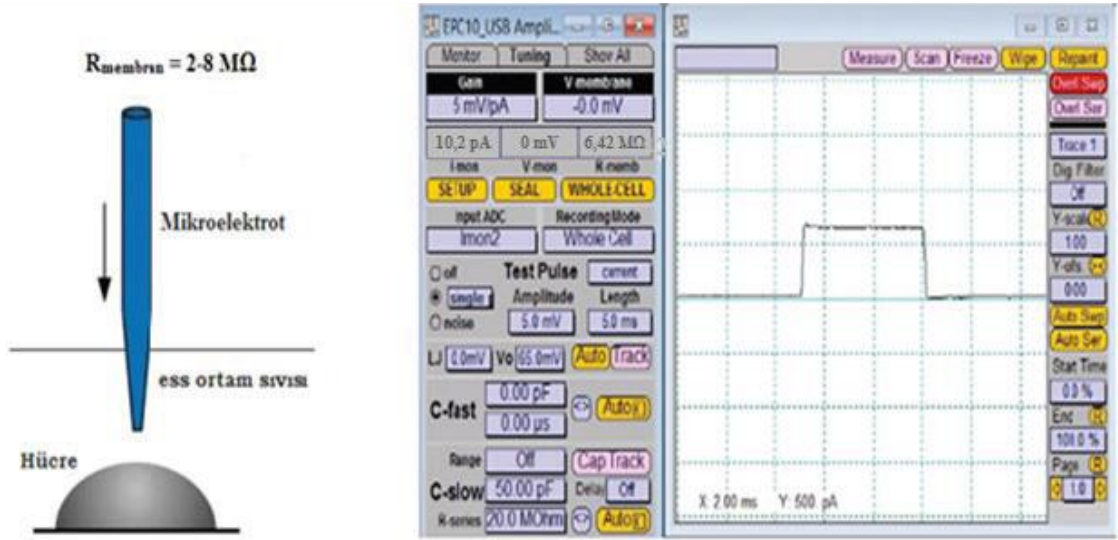 R membran = 2-8 MΩ
Mikroelektrot
ess ortam sıvısı
Hücre
EPC10_USB Ampli...
Monitor Tuning Show All
Gain V-membrane
5 mV/pA -0.0 mV
10,2 pA 0 mV 6,42 MΩ
I-mon V-mon R-memb
SETUP SEAL WHOLE-CELL
Input ADC Recording Mode
Imon2 Whole Cell
off Test Pulse current
single Amplitude Length
noise 5.0 mV 5.0 ms
LJ 0.0mV Vo 65.0mV Auto Track
C-fast 0.00 pF Auto
0.00 µs
Range Off Cap Track
C-slow 50.00 pF Delay Off
R-series 20.0 MOhm Auto
Measure Scan Freeze Wipe Repaint
Overl Swp
Overl Ser
Trace 1
Dig Filter
Off
Y-scale R
1.00
Y-ofs.
0.00
Auto Swp
Auto Ser
Start Time
0.0 %
End R
100.0 %
Page R
1.0
X: 2.00 ms Y: 500. pA